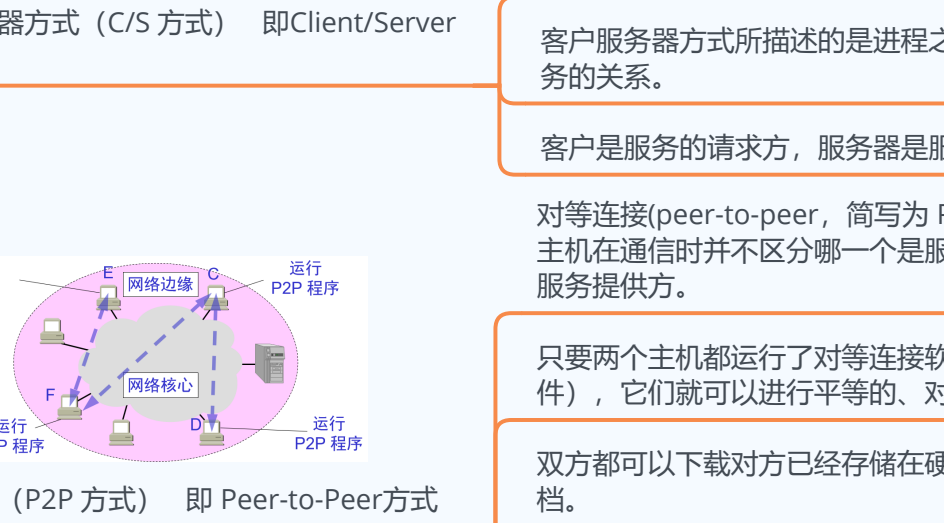 器方式（C/S 方式） 即Client/Server
客户服务器方式所描述的是进程之
务的关系。
客户是服务的请求方，服务器是服
对等连接(peer-to-peer，简写为 P
主机在通信时并不区分哪一个是服
服务提供方。
E
网络边缘
C
运行
P2P 程序
网络核心
F
D
运行
P 程序
运行
P2P 程序
只要两个主机都运行了对等连接软
件），它们就可以进行平等的、对
双方都可以下载对方已经存储在硬
档。
（P2P 方式） 即 Peer-to-Peer方式